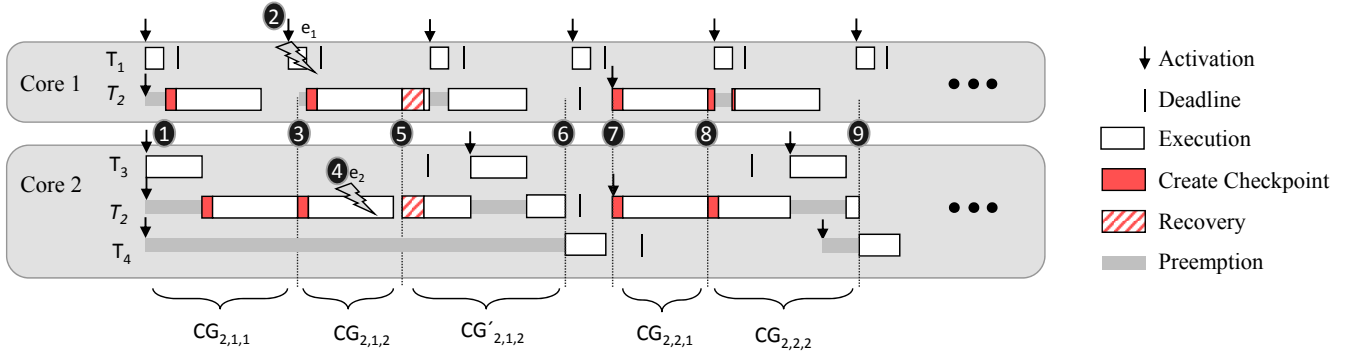 2 e₁
T₁
Core 1
T₂
● ● ●
1 3 5 6 7 8 9
T₃
Core 2
4 e₂
T₂
● ● ●
T₄
CG₂,₁,₁ CG₂,₁,₂ CG´₂,₁,₂ CG₂,₂,₁ CG₂,₂,₂
Activation
Deadline
Execution
Create Checkpoint
Recovery
Preemption